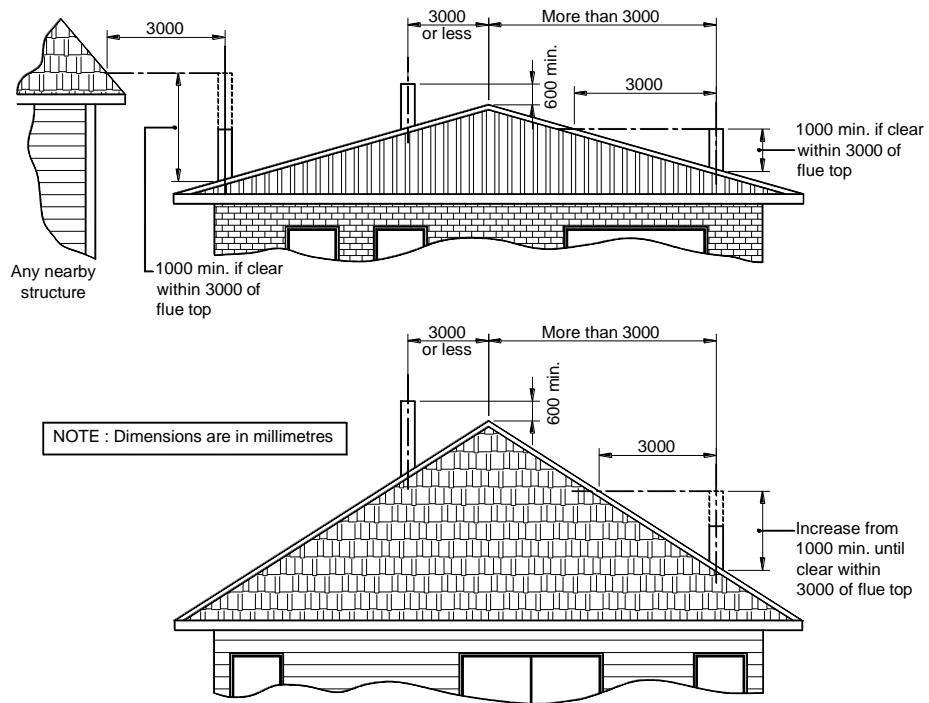 3000
3000
or less
More than 3000
600 min.
3000
1000 min. if clear
within 3000 of
flue top
Any nearby
structure
1000 min. if clear
within 3000 of
flue top
3000
or less
More than 3000
600 min.
NOTE : Dimensions are in millimetres
3000
Increase from
1000 min. until
clear within
3000 of flue top